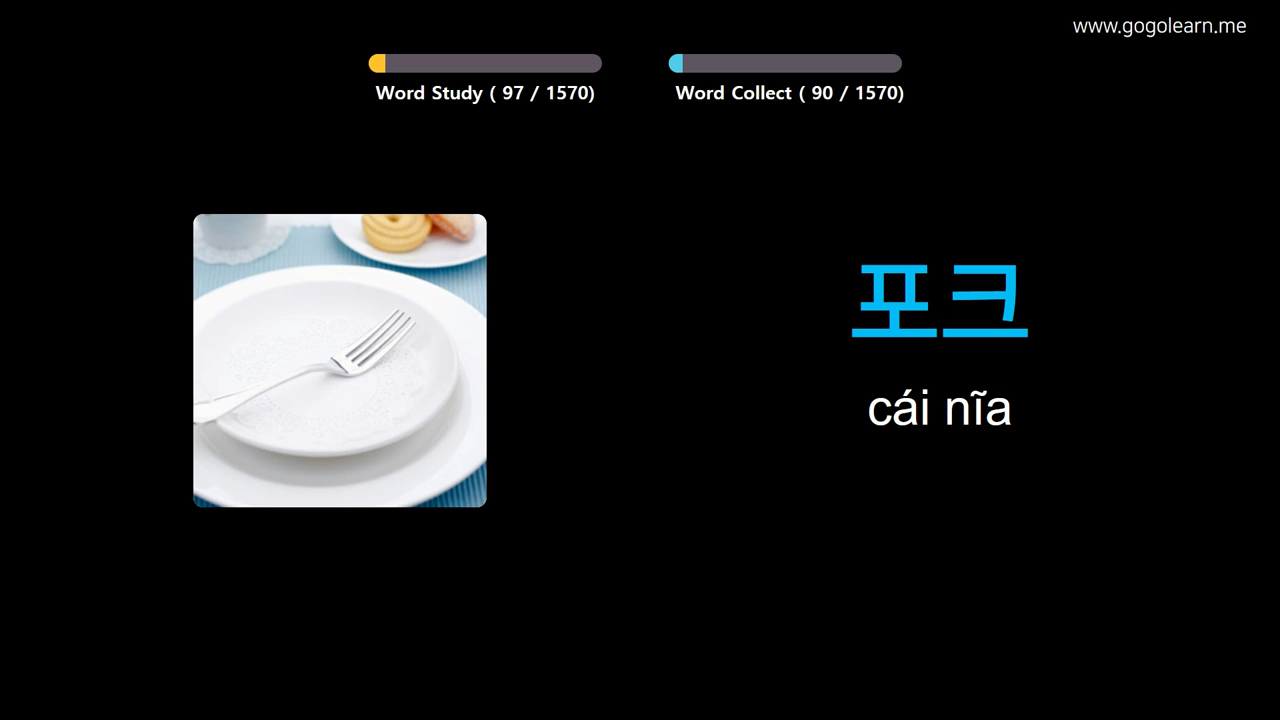 www.gogolearn.me
Word Study ( 97 / 1570)
Word Collect ( 90 / 1570)
포크
cái nĩa